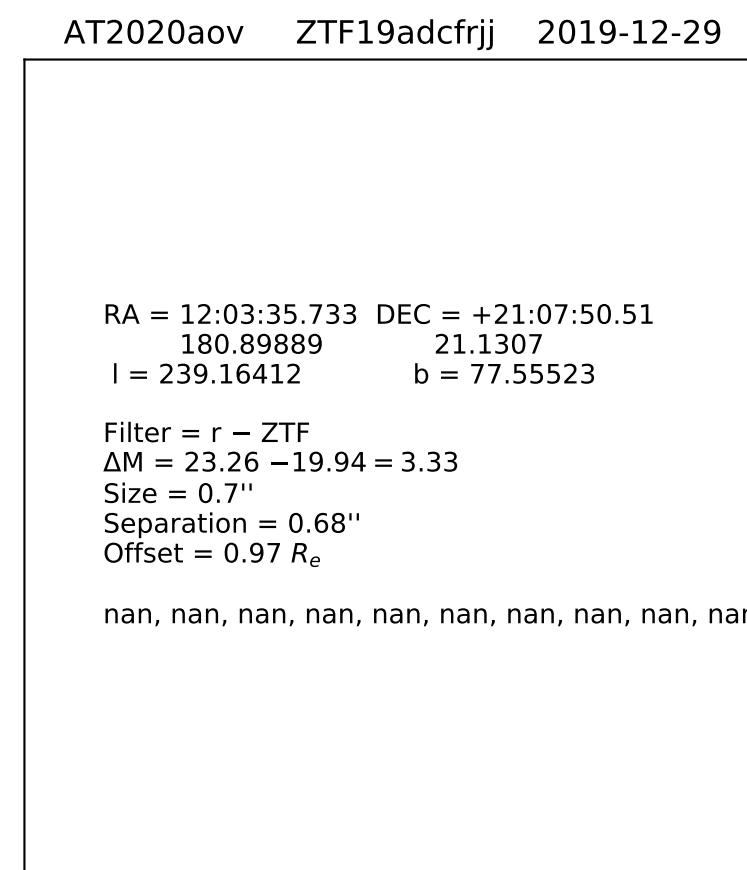 AT2020aov ZTF19adcfrjj 2019-12-29
RA = 12:03:35.733 DEC = +21:07:50.51
180.89889 21.1307
l = 239.16412 b = 77.55523
Filter = r − ZTF
ΔM = 23.26 −19.94 = 3.33
Size = 0.7''
Separation = 0.68''
Offset = 0.97 Re
nan, nan, nan, nan, nan, nan, nan, nan, nan,